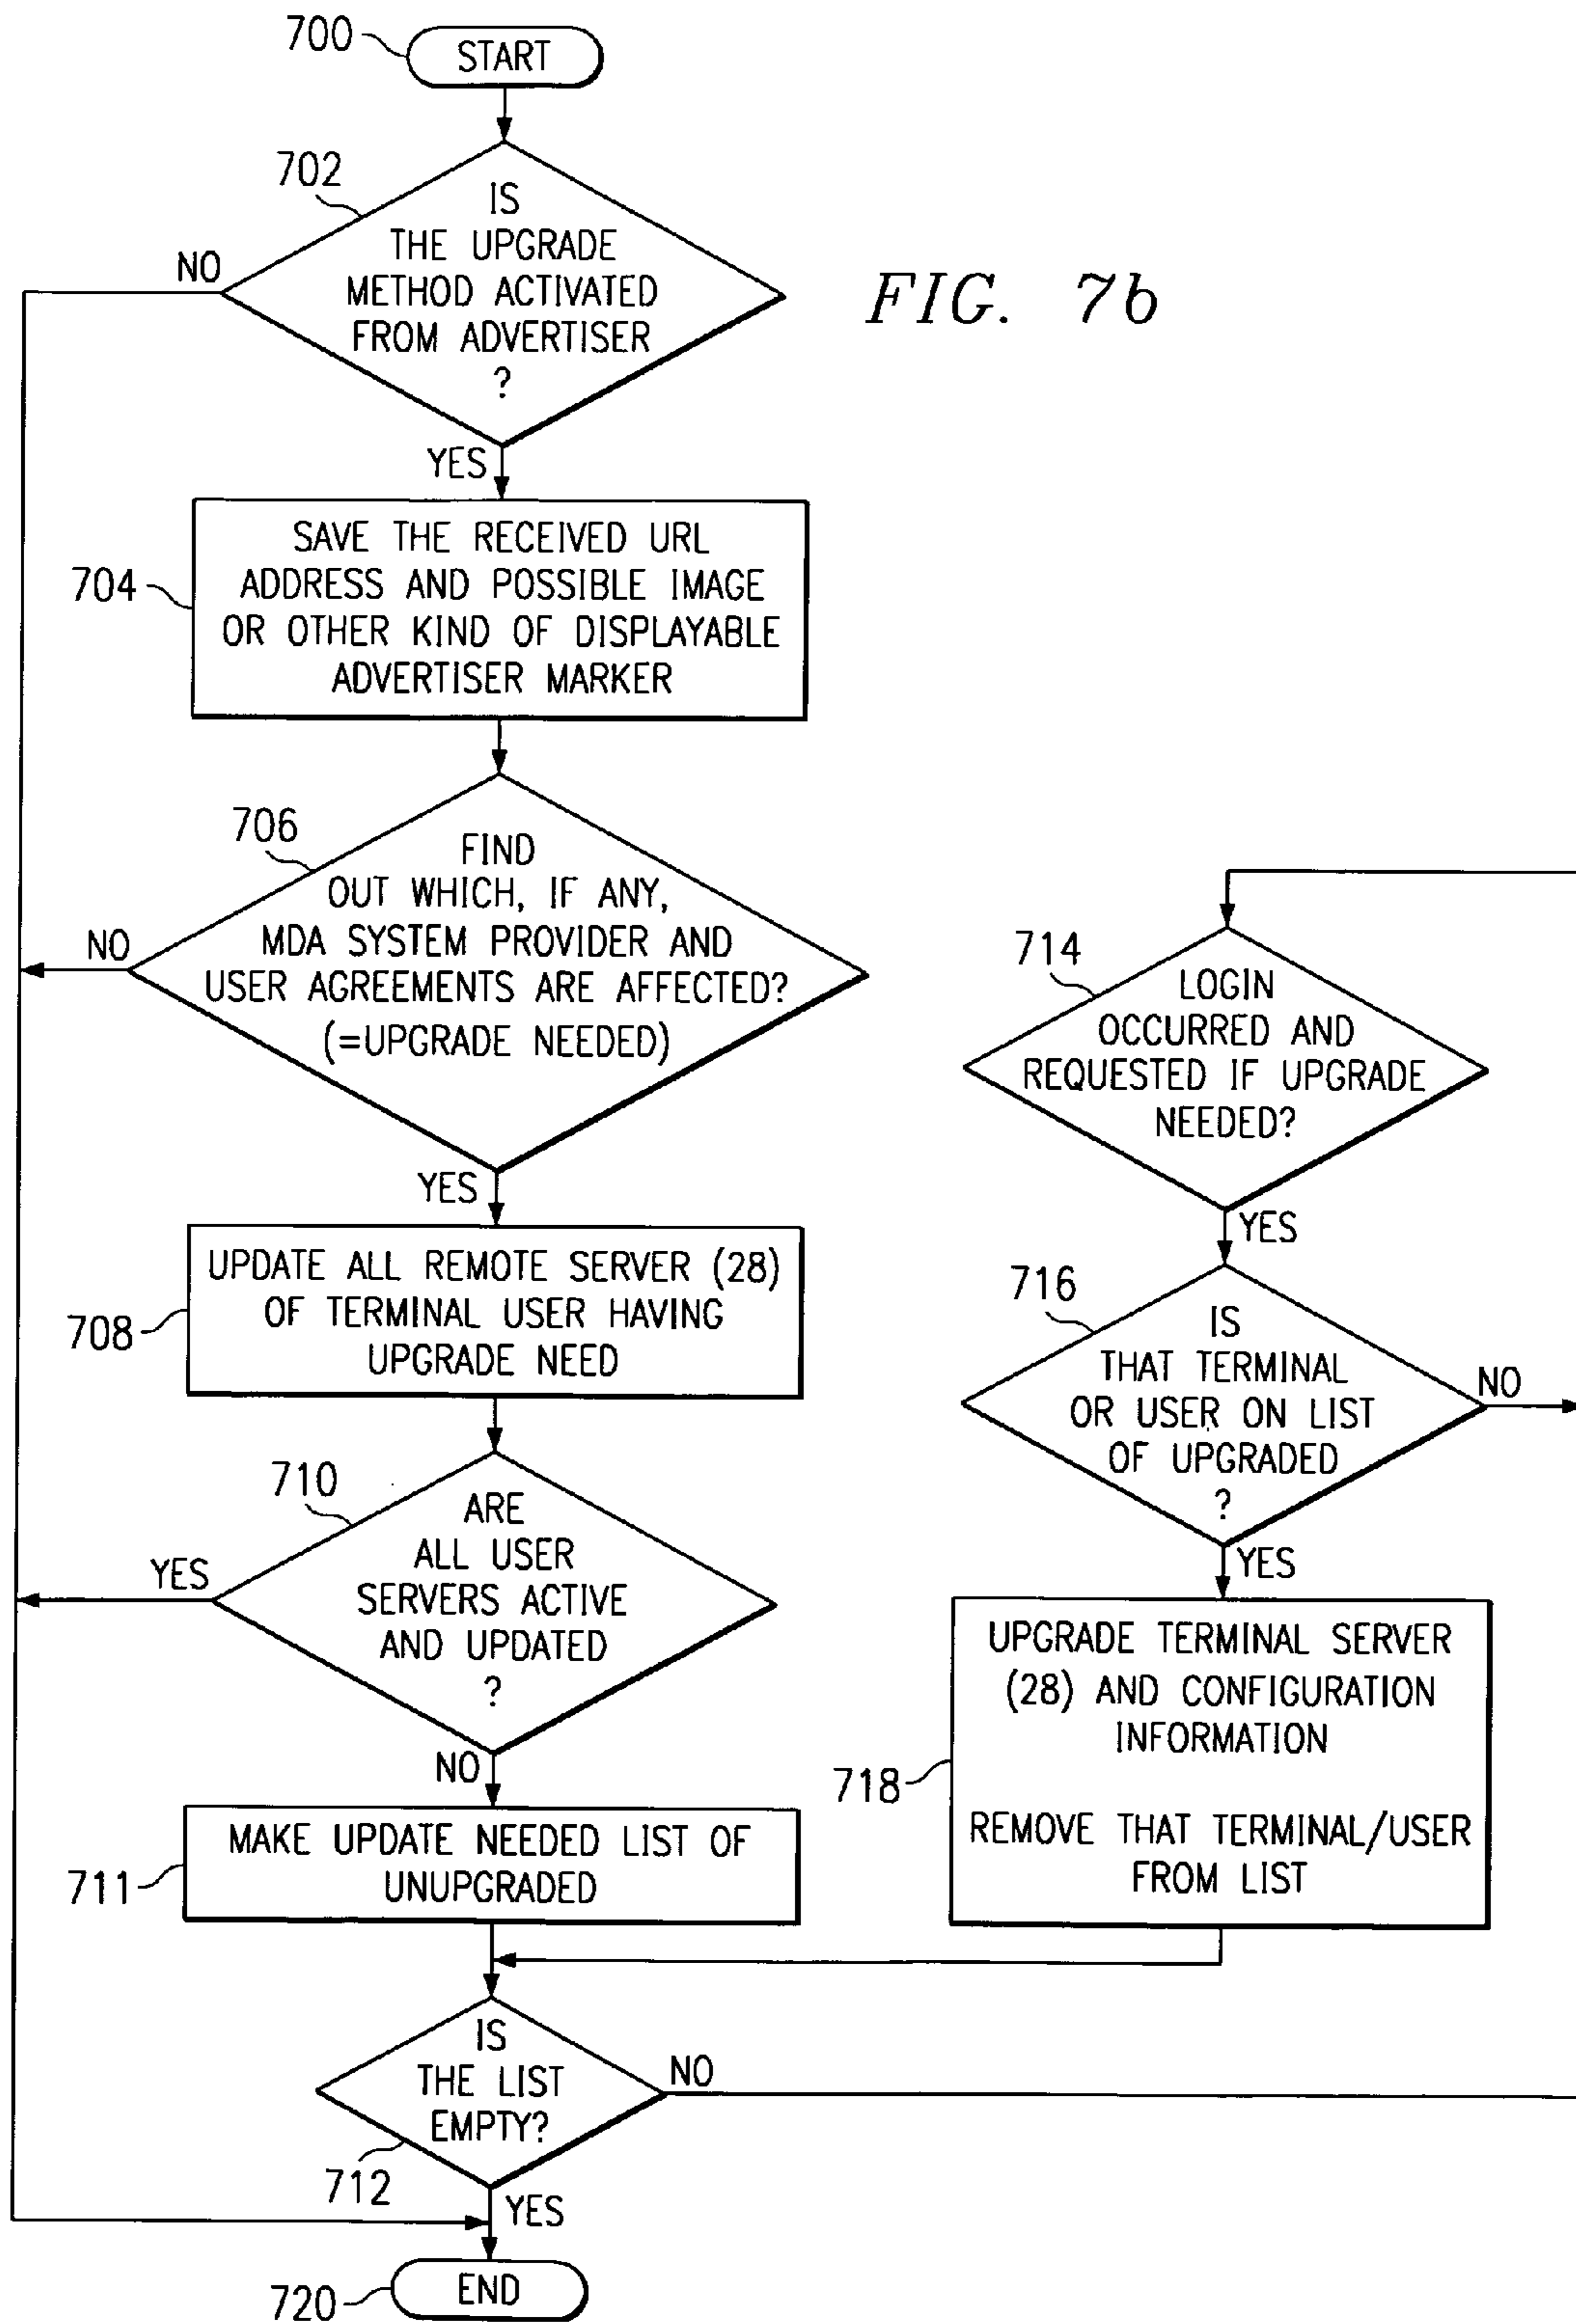 700
START
702
IS
THE UPGRADE
METHOD ACTIVATED
FROM ADVERTISER
?
NO
YES
FIG. 7b
704
SAVE THE RECEIVED URL
ADDRESS AND POSSIBLE IMAGE
OR OTHER KIND OF DISPLAYABLE
ADVERTISER MARKER
706
FIND
OUT WHICH, IF ANY,
MDA SYSTEM PROVIDER AND
USER AGREEMENTS ARE AFFECTED?
(=UPGRADE NEEDED)
NO
YES
708
UPDATE ALL REMOTE SERVER (28)
OF TERMINAL USER HAVING
UPGRADE NEED
710
ARE
ALL USER
SERVERS ACTIVE
AND UPDATED
?
YES
NO
711
MAKE UPDATE NEEDED LIST OF
UNUPGRADED
IS
THE LIST
EMPTY?
NO
712
YES
720
END
714
LOGIN
OCCURRED AND
REQUESTED IF UPGRADE
NEEDED?
YES
716
IS
THAT TERMINAL
OR USER ON LIST
OF UPGRADED
?
NO
YES
718
UPGRADE TERMINAL SERVER
(28) AND CONFIGURATION
INFORMATION
REMOVE THAT TERMINAL/USER
FROM LIST